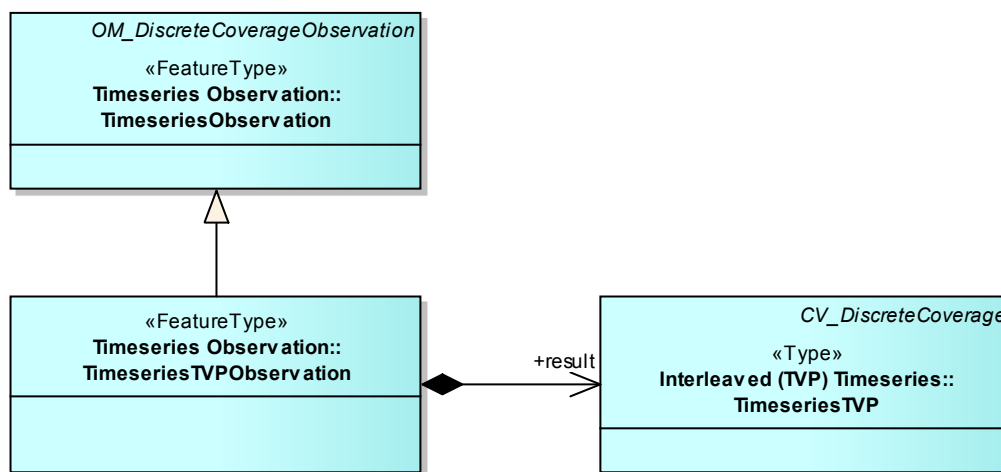 OM_DiscreteCoverageObservation
«FeatureType»
Timeseries Observation::
TimeseriesObservation
«FeatureType»
Timeseries Observation::
TimeseriesTVPObservation
+result
CV_DiscreteCoverage
«Type»
Interleaved (TVP) Timeseries::
TimeseriesTVP